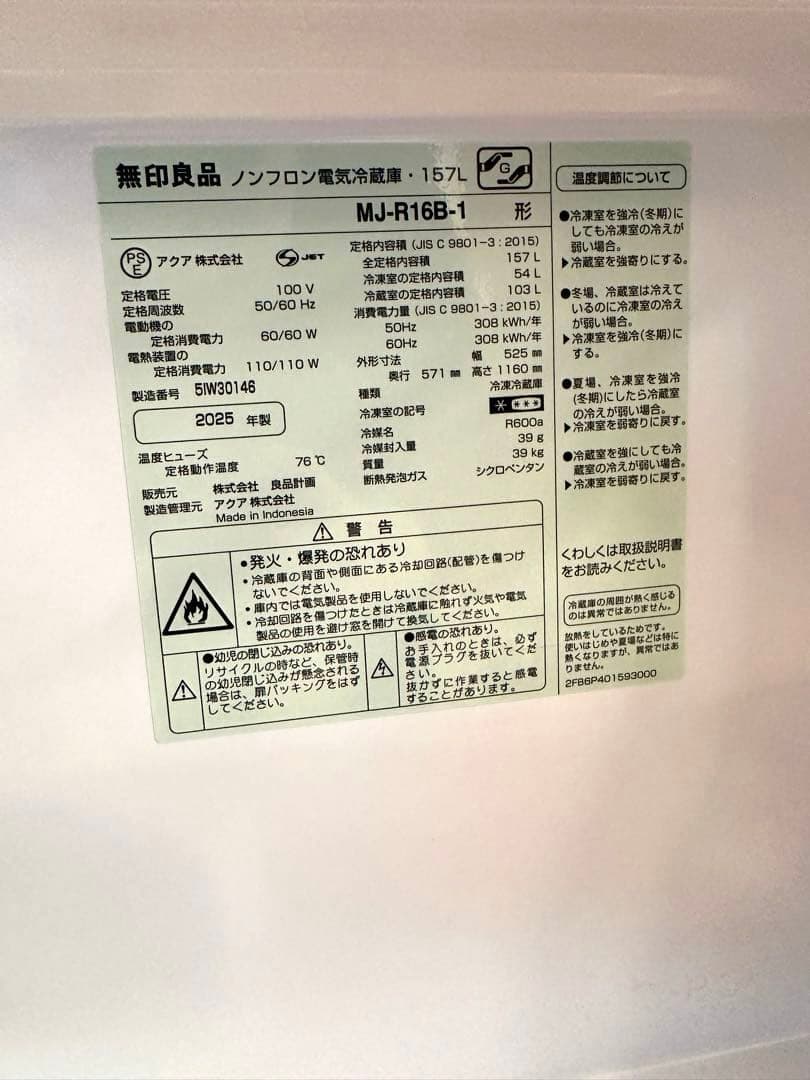 無印良品 ノンフロン電気冷蔵庫・157L G
MJ-R16B-1 形
PS E アクア 株式会社 JET
定格電圧 100 V
定格周波数 50/60 Hz
電動機の
定格消費電力 60/60 W
電熱装置の
定格消費電力 110/110 W
製造番号 5IW30146
2025 年製
温度ヒューズ
定格動作温度 76 ℃
販売元 株式会社 良品計画
製造管理元 アクア 株式会社
Made in Indonesia
定格内容積 (JIS C 9801-3 : 2015)
全定格内容積 157 L
冷凍室の定格内容積 54 L
冷蔵室の定格内容積 103 L
消費電力量 (JIS C 9801-3 : 2015)
50Hz 308 kWh/年
60Hz 308 kWh/年
外形寸法 幅 525 mm
奥行 571 mm 高さ 1160 mm
種類 冷凍冷蔵庫
冷凍室の記号
冷媒名 R600a
冷媒封入量 39 g
質量 39 kg
断熱発泡ガス シクロペンタン
警 告
●発火・爆発の恐れあり
・冷蔵庫の背面や側面にある冷却回路(配管)を傷つけ
ないでください。
・庫内では電気製品を使用しないでください。
・冷却回路を傷つけたときは冷蔵庫に触れず火気や電気
製品の使用を避け窓を開けて換気してください。
●幼児の閉じ込みの恐れあり。
リサイクルの時など、保管時
の幼児閉じ込みが懸念される
場合は、扉パッキングをはず
してください。
●感電の恐れあり。
お手入れのときは、必ず
電源プラグを抜いてくだ
さい。
抜かずに作業すると感電
することがあります。
温度調節について
●冷凍室を強冷(冬期)に
しても冷凍室の冷えが
弱い場合。
▶冷蔵室を強寄りにする。
●冬場、冷蔵室は冷えて
いるのに冷凍室の冷え
が弱い場合。
▶冷凍室を強冷(冬期)に
する。
●夏場、冷凍室を強冷
(冬期)にしたら冷蔵室
の冷えが弱い場合。
▶冷凍室を弱寄りに戻す。
●冷蔵室を強にしても冷
蔵室の冷えが弱い場合。
▶冷凍室を弱寄りに戻す。
くわしくは取扱説明書
をお読みください。
冷蔵庫の周囲が熱く感じる
のは異常ではありません。
放熱をしているためです。
使いはじめや夏場などは特に
熱くなりますが、異常ではあ
りません。
2FB6P401593000